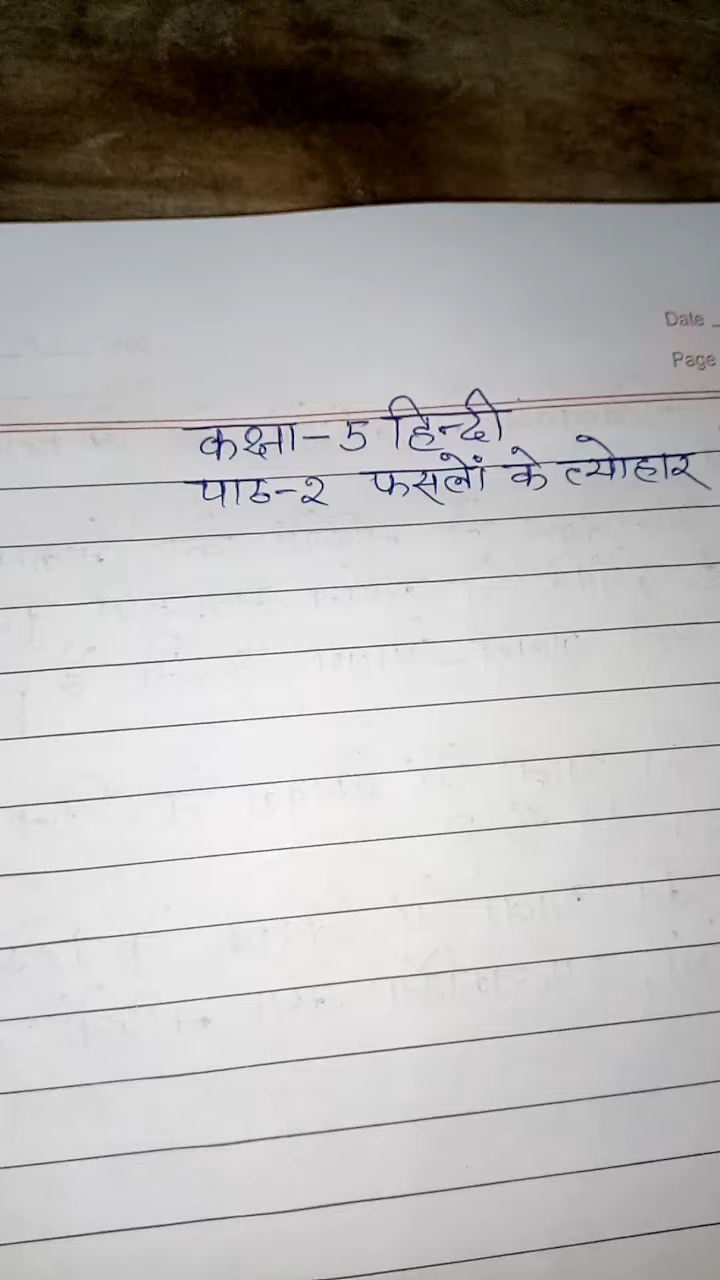 Date
Page
कक्षा - 5 हिन्दी
पाठ-२ फसलों के त्योहार